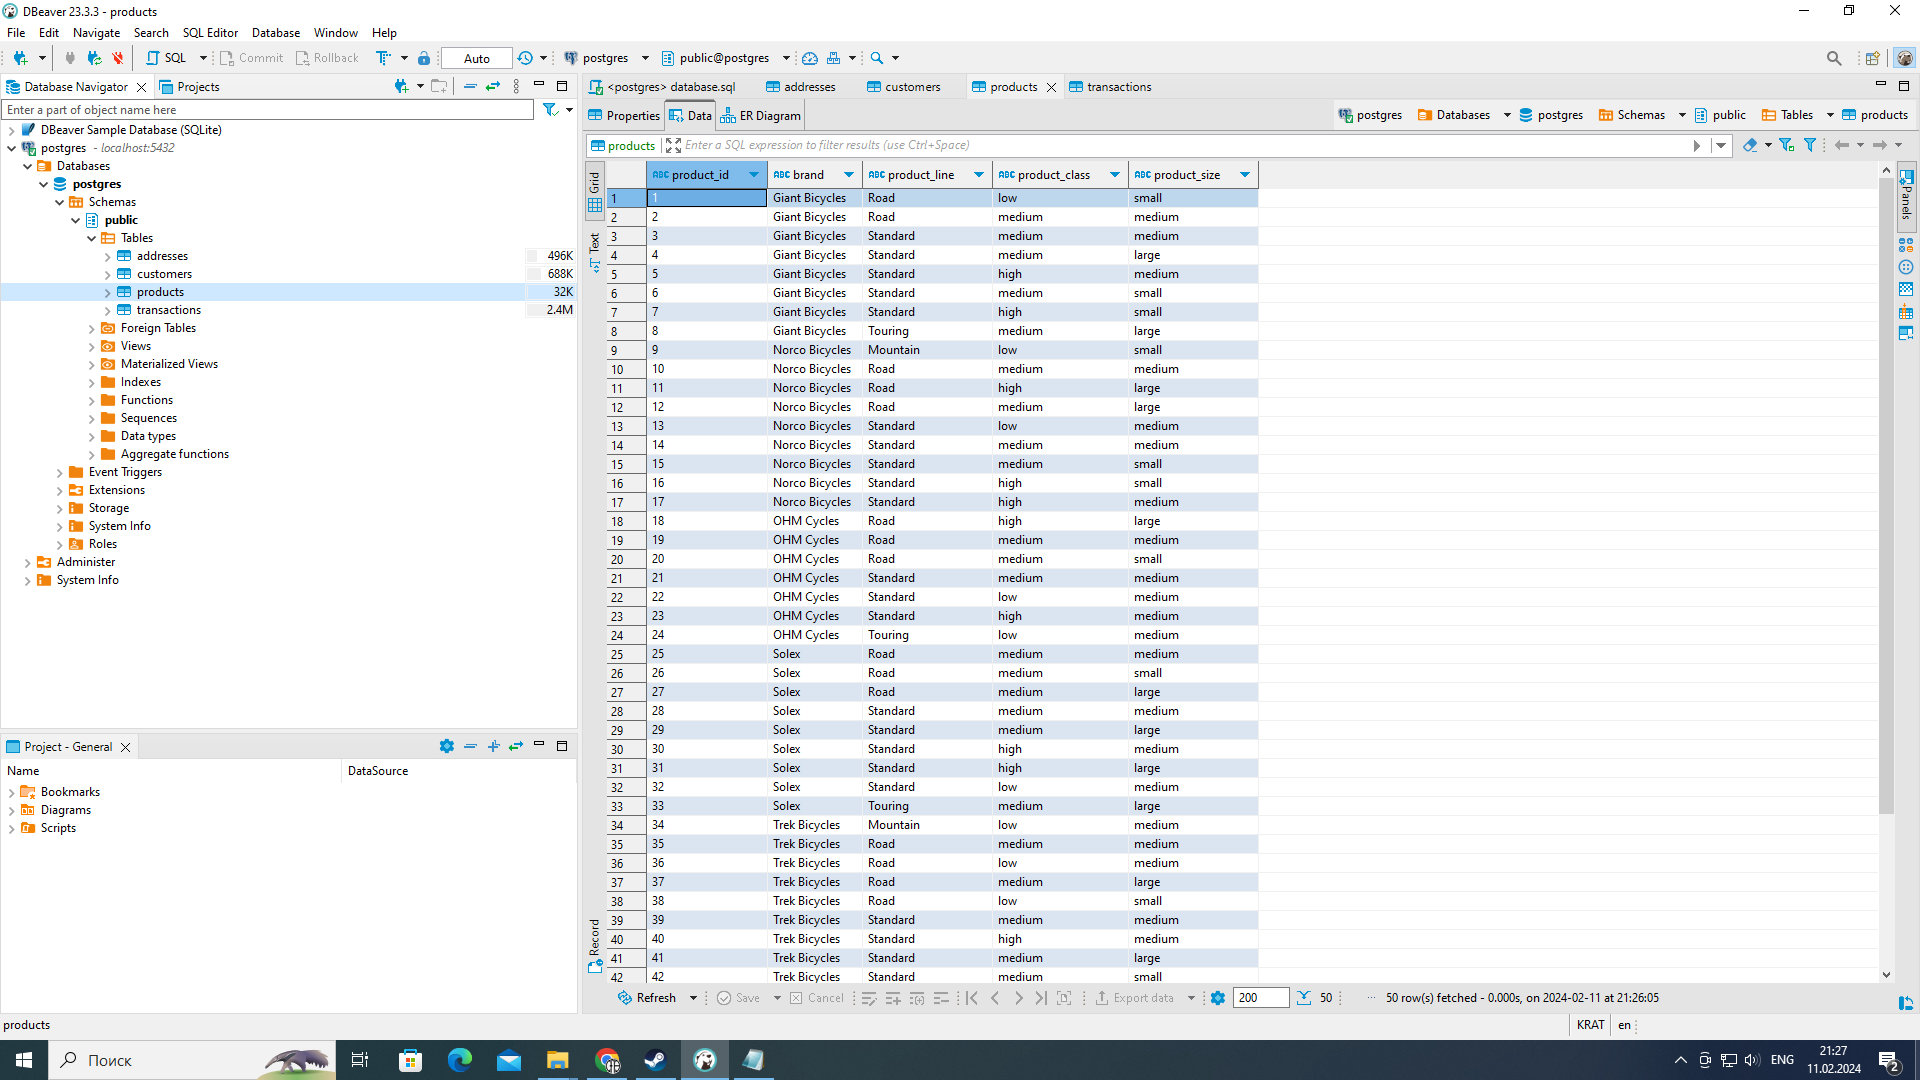 DBeaver 23.3.3 - products
File Edit Navigate Search SQL Editor Database Window Help
SQL Commit Rollback Auto postgres public@postgres
Database Navigator Projects
<postgres> database.sql addresses customers products transactions
Enter a part of object name here
Properties Data ER Diagram postgres Databases postgres Schemas public Tables products
products Enter a SQL expression to filter results (use Ctrl+Space)
DBeaver Sample Database (SQLite)
postgres - localhost:5432
Databases
postgres
Schemas
public
Tables
addresses 496K
customers 688K
products 32K
transactions 2.4M
Foreign Tables
Views
Materialized Views
Indexes
Functions
Sequences
Data types
Aggregate functions
Event Triggers
Extensions
Storage
System Info
Roles
Administer
System Info
Project - General
Name DataSource
Bookmarks
Diagrams
Scripts
Grid
Text
Record
Panels
ABC product_id ABC brand ABC product_line ABC product_class ABC product_size
1 1 Giant Bicycles Road low small
2 2 Giant Bicycles Road medium medium
3 3 Giant Bicycles Standard medium medium
4 4 Giant Bicycles Standard medium large
5 5 Giant Bicycles Standard high medium
6 6 Giant Bicycles Standard medium small
7 7 Giant Bicycles Standard high small
8 8 Giant Bicycles Touring medium large
9 9 Norco Bicycles Mountain low small
10 10 Norco Bicycles Road medium medium
11 11 Norco Bicycles Road high large
12 12 Norco Bicycles Road medium large
13 13 Norco Bicycles Standard low medium
14 14 Norco Bicycles Standard medium medium
15 15 Norco Bicycles Standard medium small
16 16 Norco Bicycles Standard high small
17 17 Norco Bicycles Standard high medium
18 18 OHM Cycles Road high large
19 19 OHM Cycles Road medium medium
20 20 OHM Cycles Road medium small
21 21 OHM Cycles Standard medium medium
22 22 OHM Cycles Standard low medium
23 23 OHM Cycles Standard high medium
24 24 OHM Cycles Touring low medium
25 25 Solex Road medium medium
26 26 Solex Road medium small
27 27 Solex Road medium large
28 28 Solex Standard medium medium
29 29 Solex Standard medium large
30 30 Solex Standard high medium
31 31 Solex Standard high large
32 32 Solex Standard low medium
33 33 Solex Touring medium large
34 34 Trek Bicycles Mountain low medium
35 35 Trek Bicycles Road medium medium
36 36 Trek Bicycles Road low medium
37 37 Trek Bicycles Road medium large
38 38 Trek Bicycles Road low small
39 39 Trek Bicycles Standard medium medium
40 40 Trek Bicycles Standard high medium
41 41 Trek Bicycles Standard medium large
42 42 Trek Bicycles Standard medium small
Refresh Save Cancel Export data 200 50 ··· 50 row(s) fetched - 0.000s, on 2024-02-11 at 21:26:05
products KRAT en
Поиск ENG 21:27
11.02.2024 2